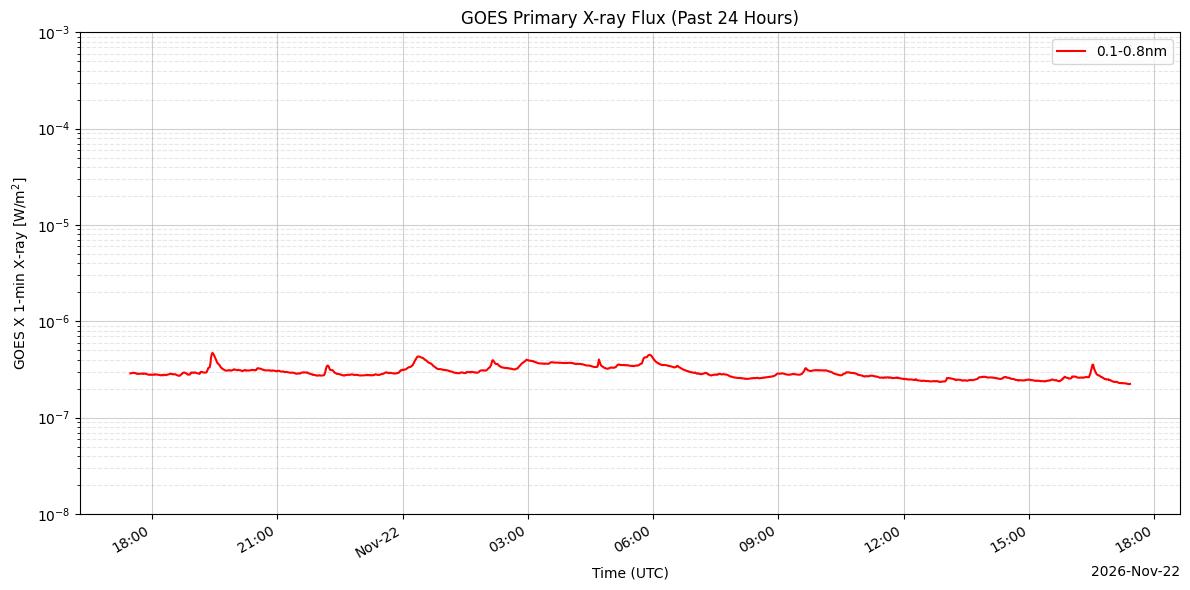 GOES Primary X-ray Flux (Past 24 Hours)
0.1-0.8nm
GOES X 1-min X-ray [W/m²]
10⁻³
10⁻⁴
10⁻⁵
10⁻⁶
10⁻⁷
10⁻⁸
18:00
21:00
Nov-22
03:00
06:00
09:00
12:00
15:00
18:00
Time (UTC)
2026-Nov-22